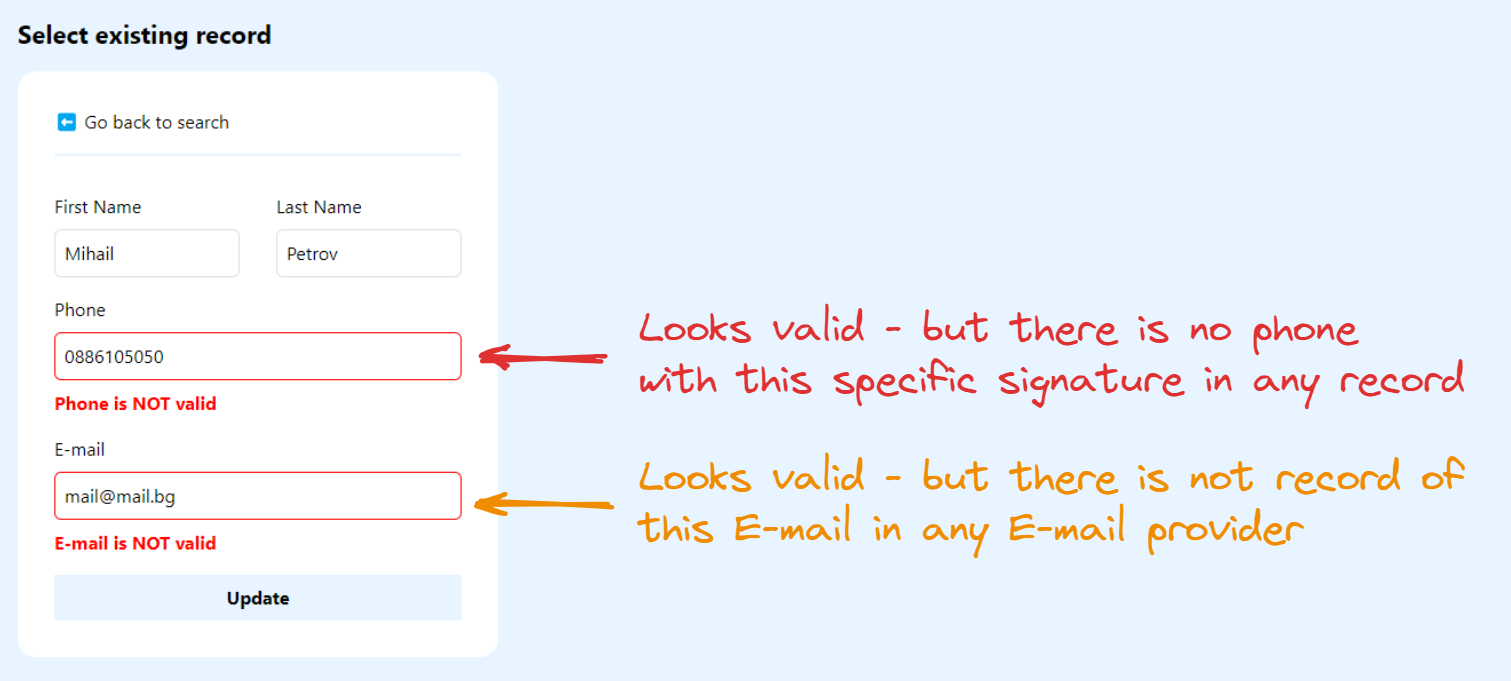 Select existing record
Go back to search
First Name
Last Name
Mihail
Petrov
Phone
0886105050
Phone is NOT valid
Looks valid - but there is no phone
with this specific signature in any record
E-mail
mail@mail.bg
E-mail is NOT valid
Looks valid - but there is not record of
this E-mail in any E-mail provider
Update